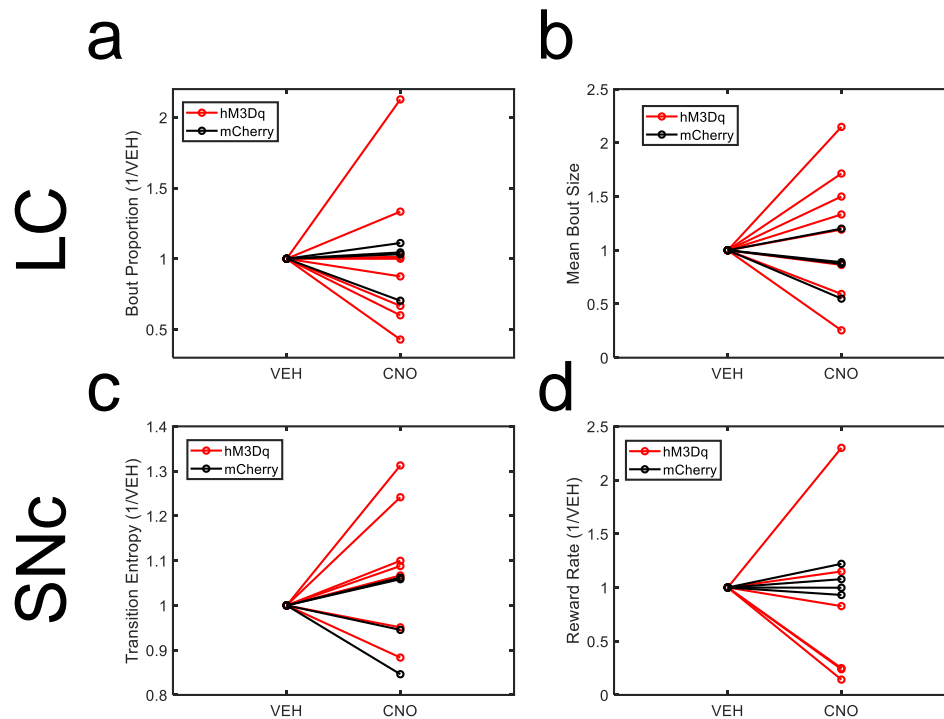 a
b
LC
Bout Proportion (1/VEH)
2
1.5
1
0.5
hM3Dq
mCherry
VEH
CNO
Mean Bout Size
2.5
2
1.5
1
0.5
0
hM3Dq
mCherry
VEH
CNO
c
d
SNc
Transition Entropy (1/VEH)
1.4
1.3
1.2
1.1
1
0.9
0.8
hM3Dq
mCherry
VEH
CNO
Reward Rate (1/VEH)
2.5
2
1.5
1
0.5
0
hM3Dq
mCherry
VEH
CNO